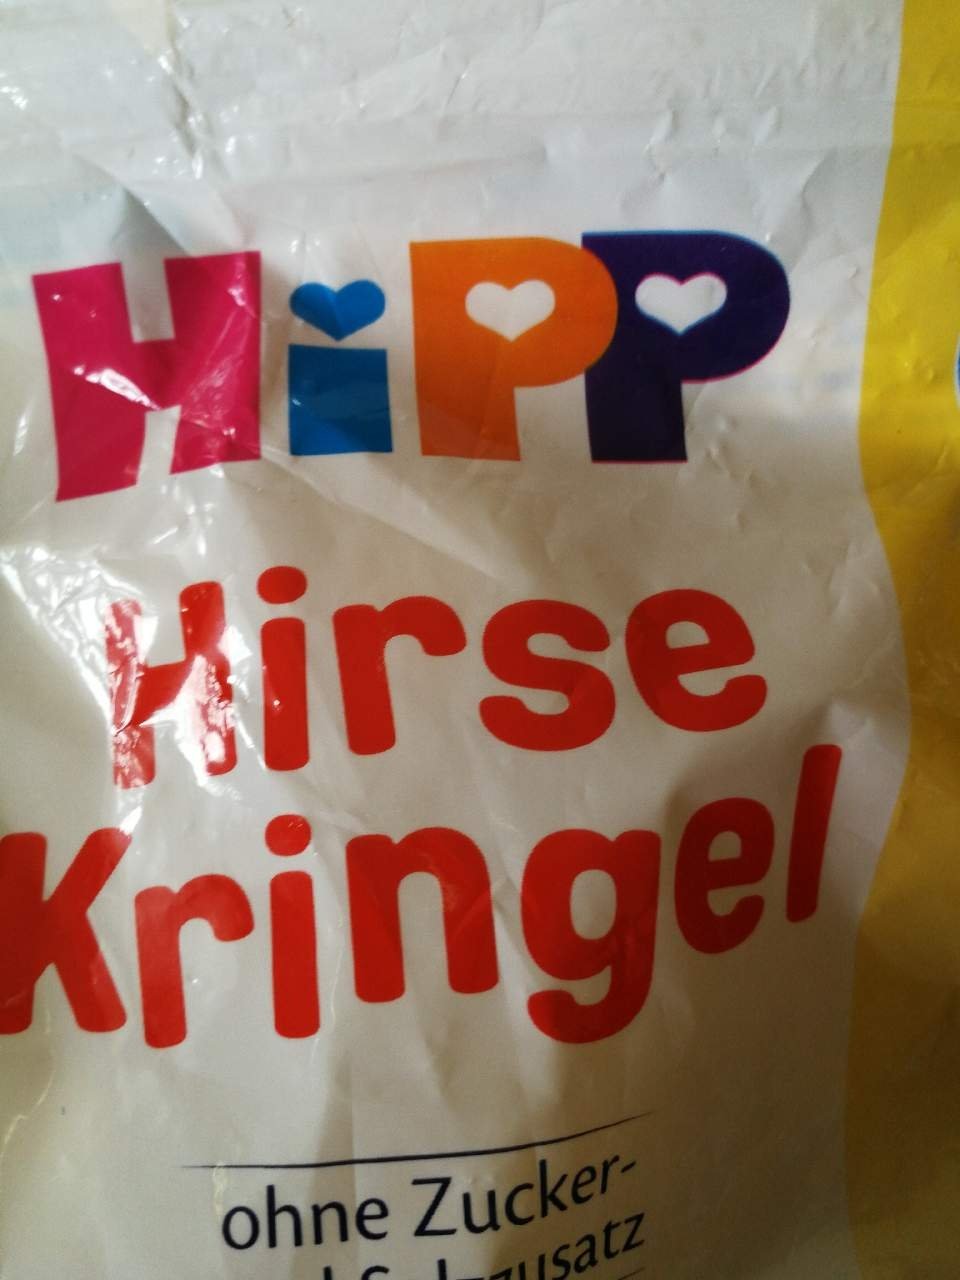 HiPP
Hirse
Kringel
ohne Zucker-